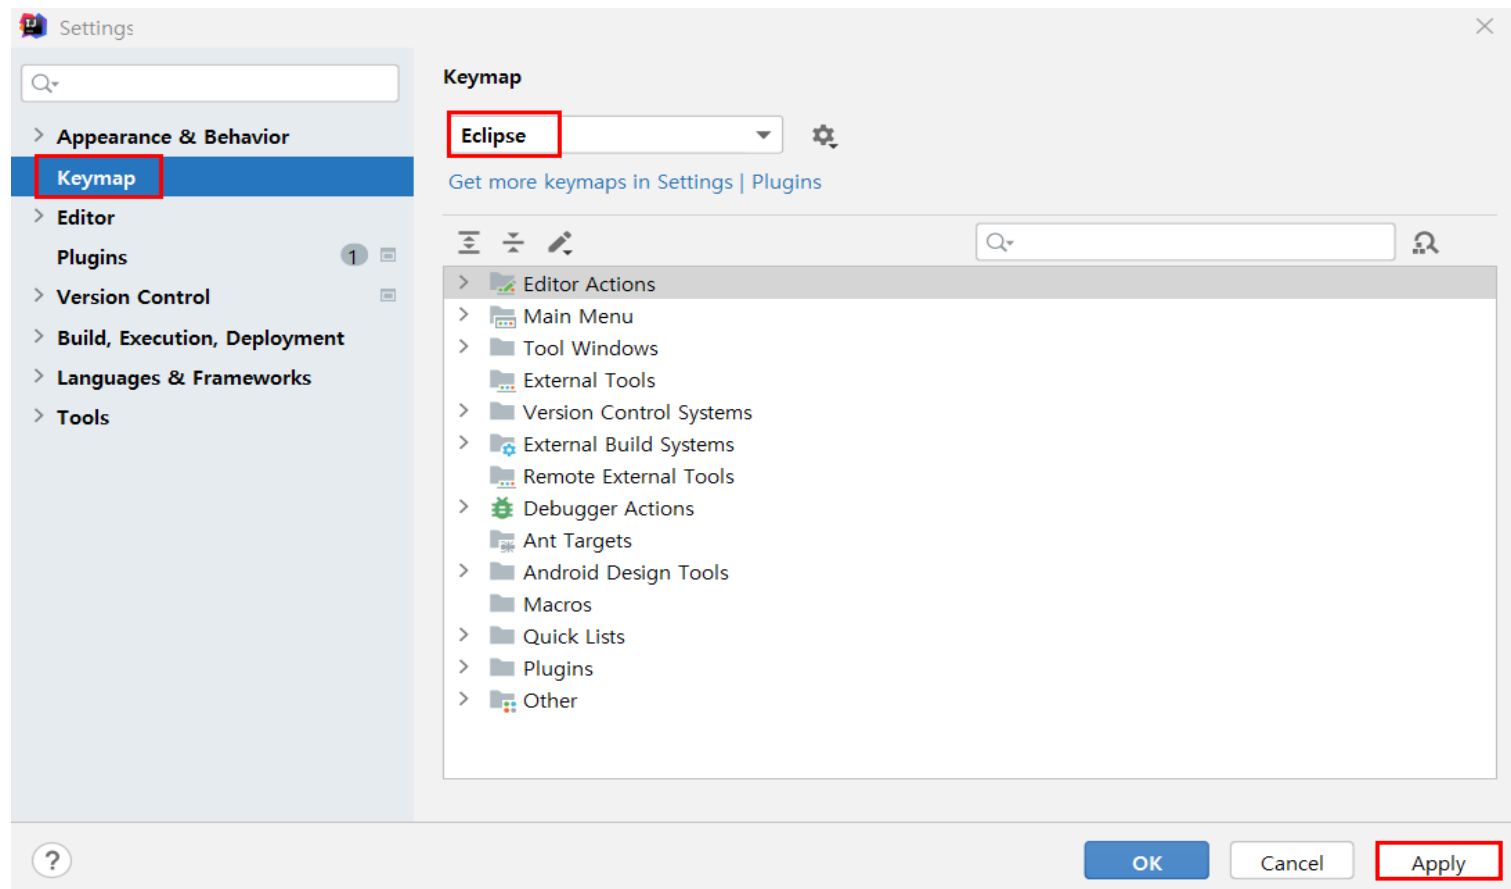 Settings
Appearance & Behavior
Keymap
Editor
Plugins 1
Version Control
Build, Execution, Deployment
Languages & Frameworks
Tools
Keymap
Eclipse
Get more keymaps in Settings | Plugins
Editor Actions
Main Menu
Tool Windows
External Tools
Version Control Systems
External Build Systems
Remote External Tools
Debugger Actions
Ant Targets
Android Design Tools
Macros
Quick Lists
Plugins
Other
? OK Cancel Apply